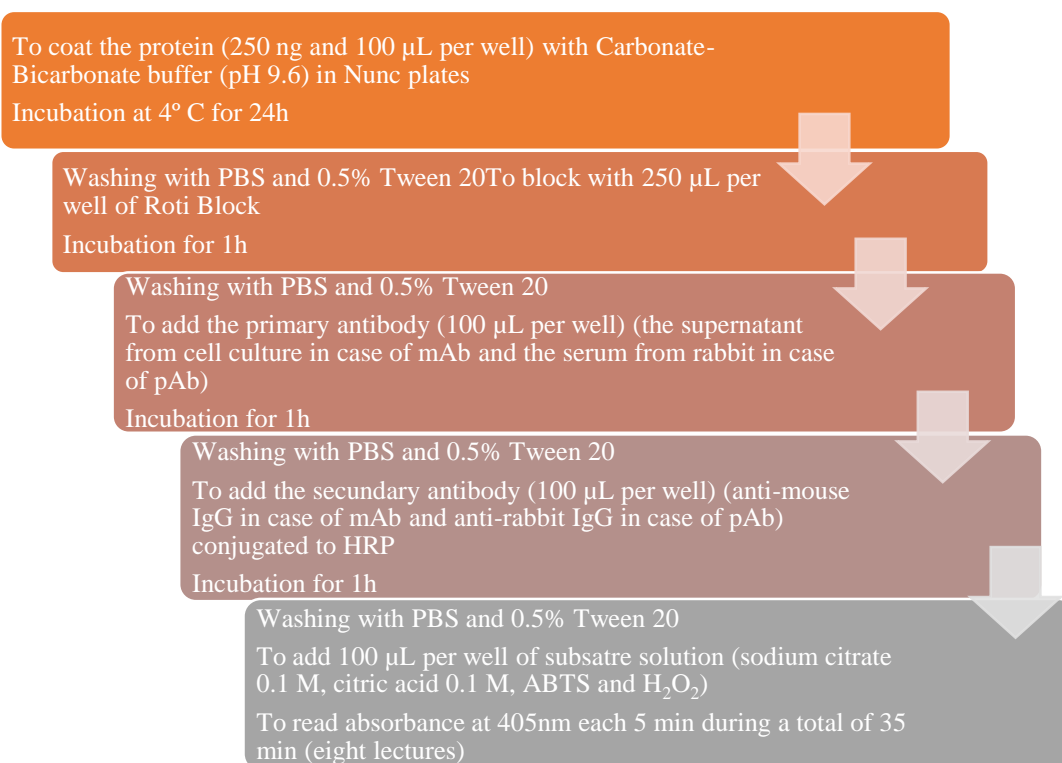 To coat the protein (250 ng and 100 µL per well) with Carbonate-
Bicarbonate buffer (pH 9.6) in Nunc plates
Incubation at 4º C for 24h
Washing with PBS and 0.5% Tween 20To block with 250 µL per
well of Roti Block
Incubation for 1h
Washing with PBS and 0.5% Tween 20
To add the primary antibody (100 µL per well) (the supernatant
from cell culture in case of mAb and the serum from rabbit in case
of pAb)
Incubation for 1h
Washing with PBS and 0.5% Tween 20
To add the secundary antibody (100 µL per well) (anti-mouse
IgG in case of mAb and anti-rabbit IgG in case of pAb)
conjugated to HRP
Incubation for 1h
Washing with PBS and 0.5% Tween 20
To add 100 µL per well of subsatre solution (sodium citrate
0.1 M, citric acid 0.1 M, ABTS and H₂O₂)
To read absorbance at 405nm each 5 min during a total of 35
min (eight lectures)